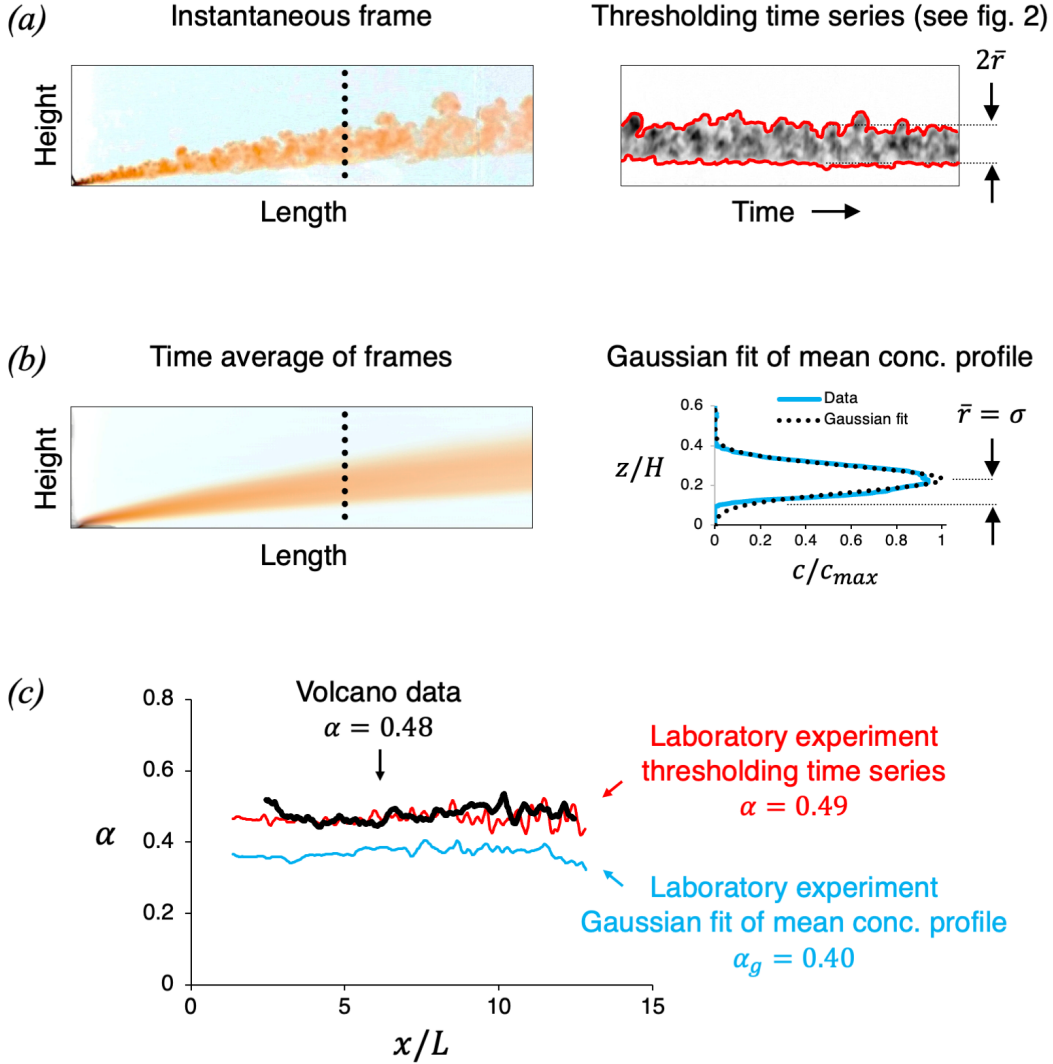 (a)
Instantaneous frame
Thresholding time series (see fig. 2)
Height
Length
2r̄
Time
(b)
Time average of frames
Gaussian fit of mean conc. profile
Height
Length
Data
Gaussian fit
r̄ = σ
z/H
0.6
0.4
0.2
0
0 0.2 0.4 0.6 0.8 1
c/cmax
(c)
Volcano data
α = 0.48
Laboratory experiment
thresholding time series
α = 0.49
Laboratory experiment
Gaussian fit of mean conc. profile
αg = 0.40
α
0.8
0.6
0.4
0.2
0
0 5 10 15
x/L